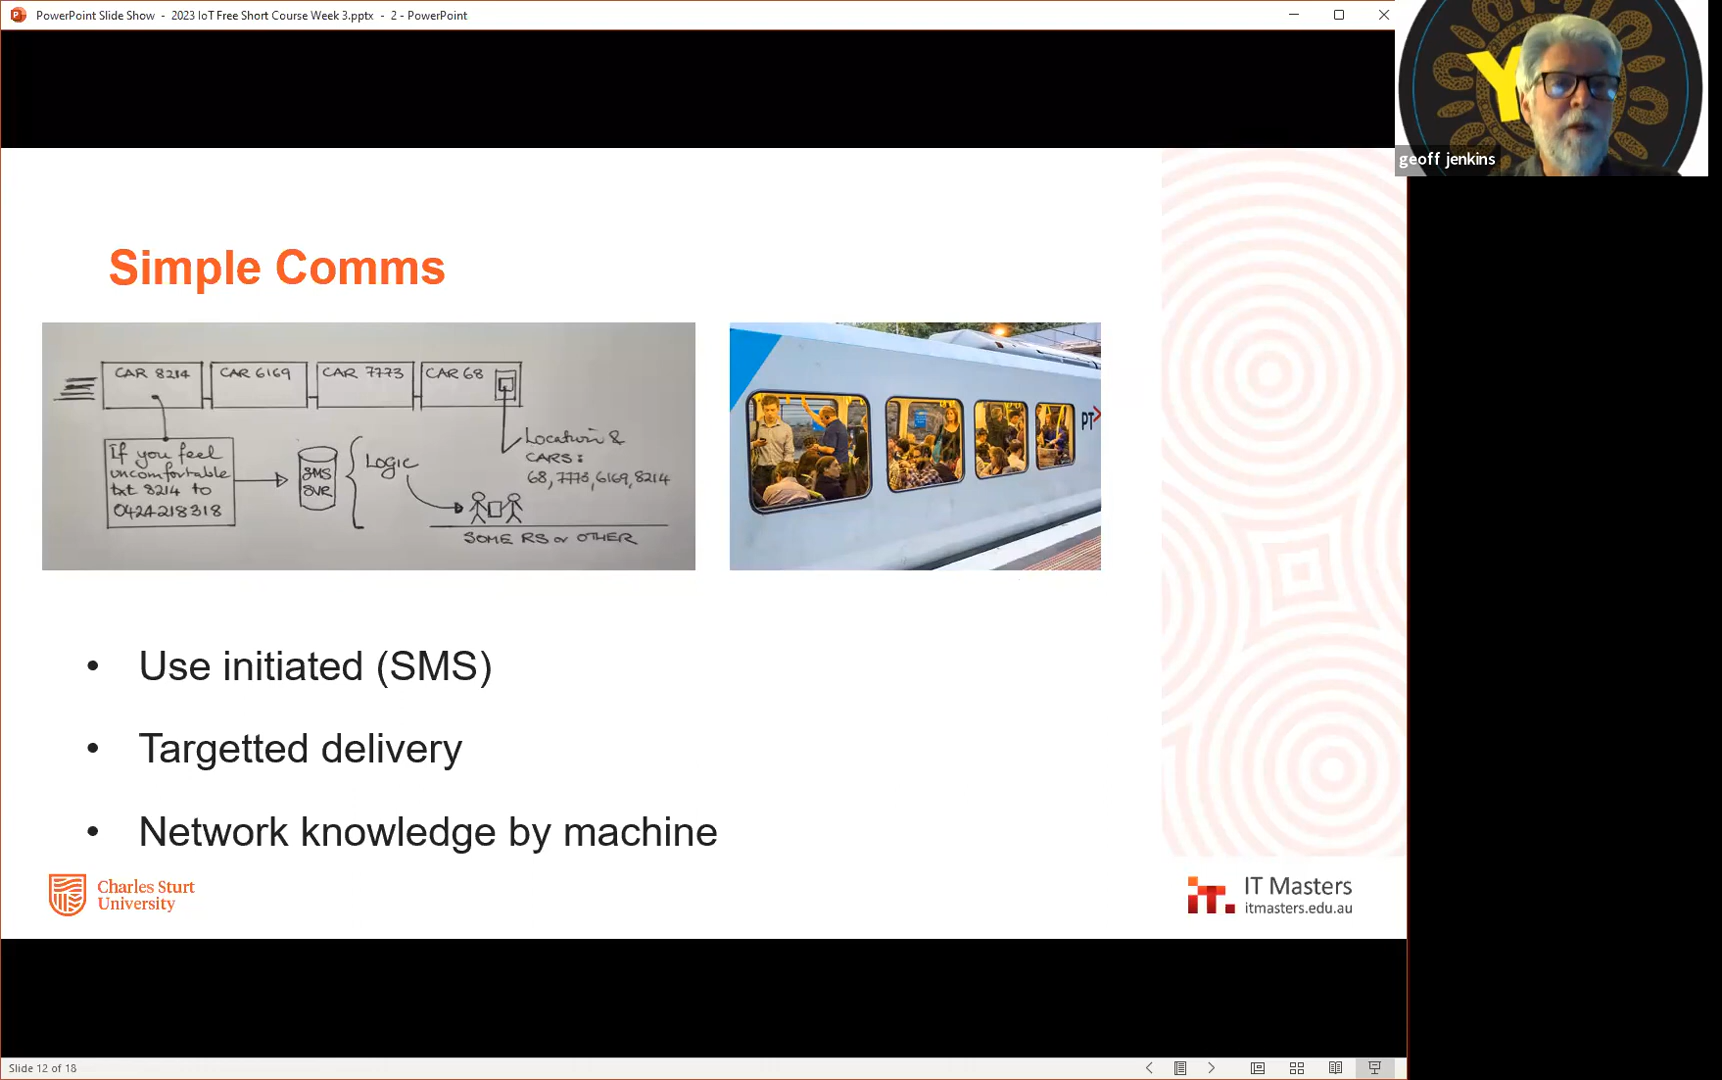 PowerPoint Slide Show - 2023 IoT Free Short Course Week 3.pptx - 2 - PowerPoint
geoff jenkins
Simple Comms
CAR 8214
CAR 6169
CAR 7773
CAR 68
If you feel
uncomfortable
txt 8214 to
0424218318
SMS
SVR
LOGIC
Location &
CARS:
68,7773,6169,8214
SOME RS or OTHER
PT>
• Use initiated (SMS)
• Targetted delivery
• Network knowledge by machine
Charles Sturt
University
IT Masters
itmasters.edu.au
Slide 12 of 18